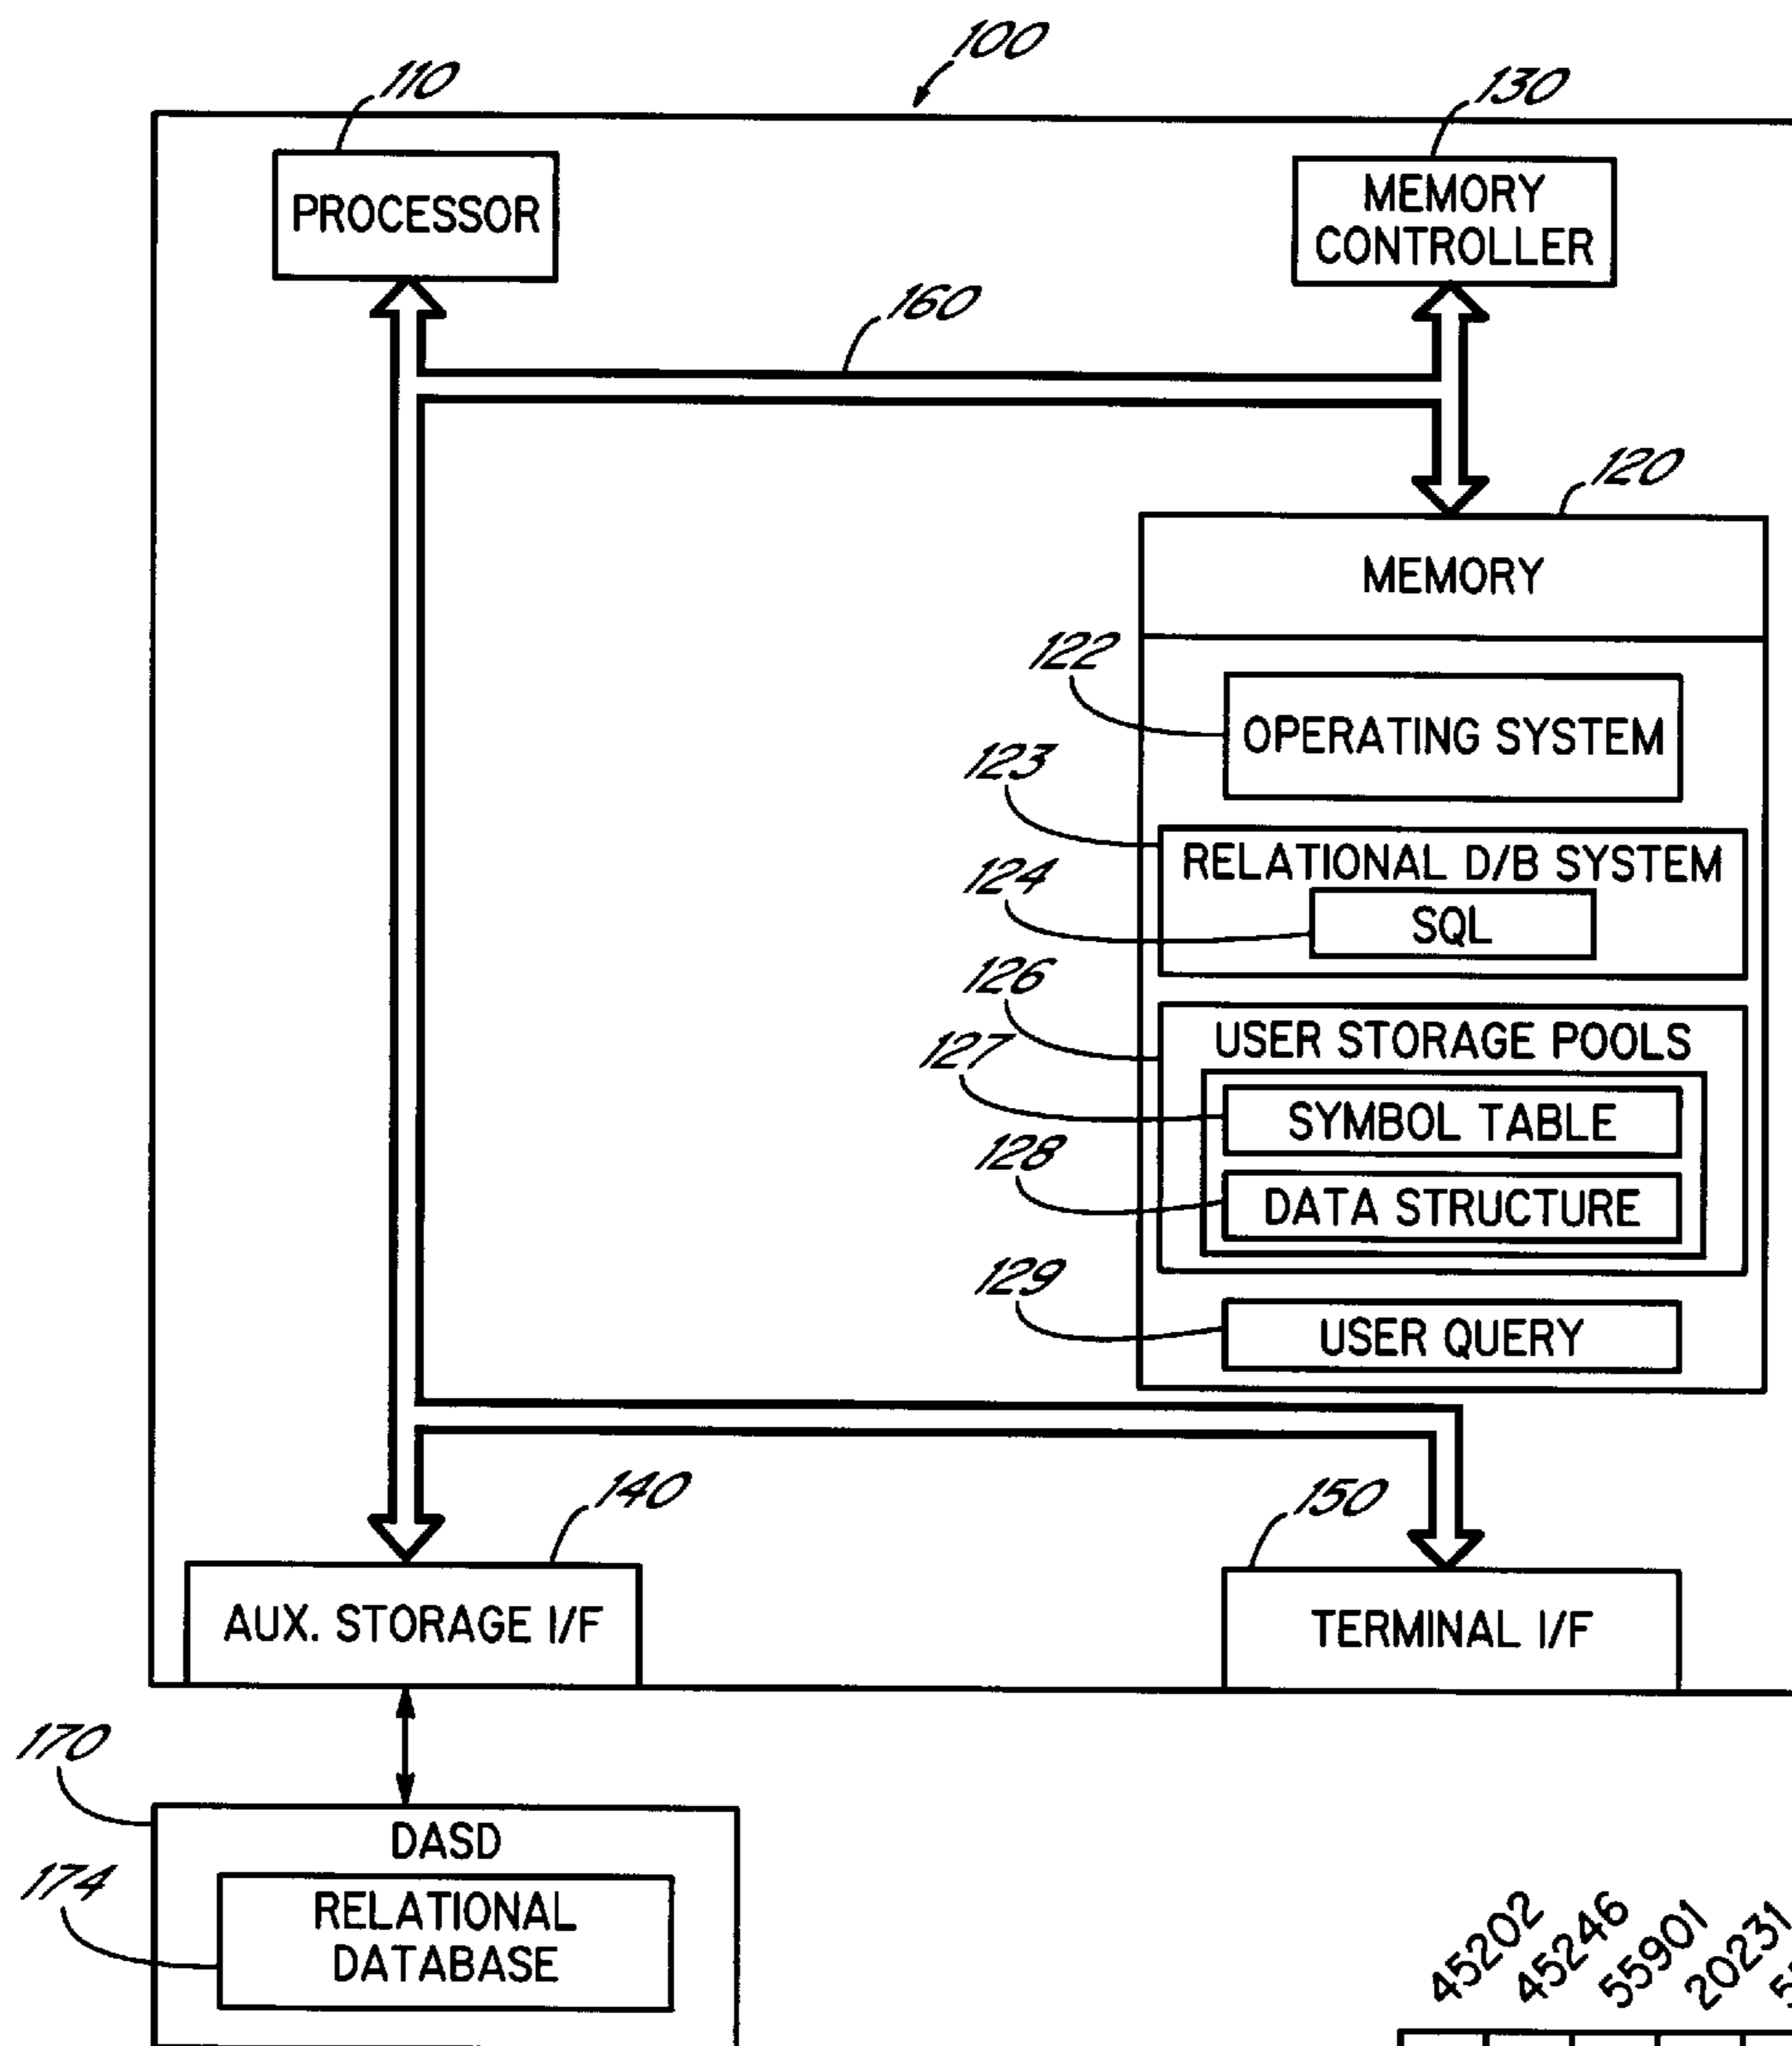 100
110
130
PROCESSOR
MEMORY
CONTROLLER
160
120
MEMORY
122
OPERATING SYSTEM
123
RELATIONAL D/B SYSTEM
124
SQL
126
USER STORAGE POOLS
127
SYMBOL TABLE
128
DATA STRUCTURE
129
USER QUERY
140
150
AUX. STORAGE I/F
TERMINAL I/F
170
DASD
174
RELATIONAL
DATABASE
45202
45246
55901
20231